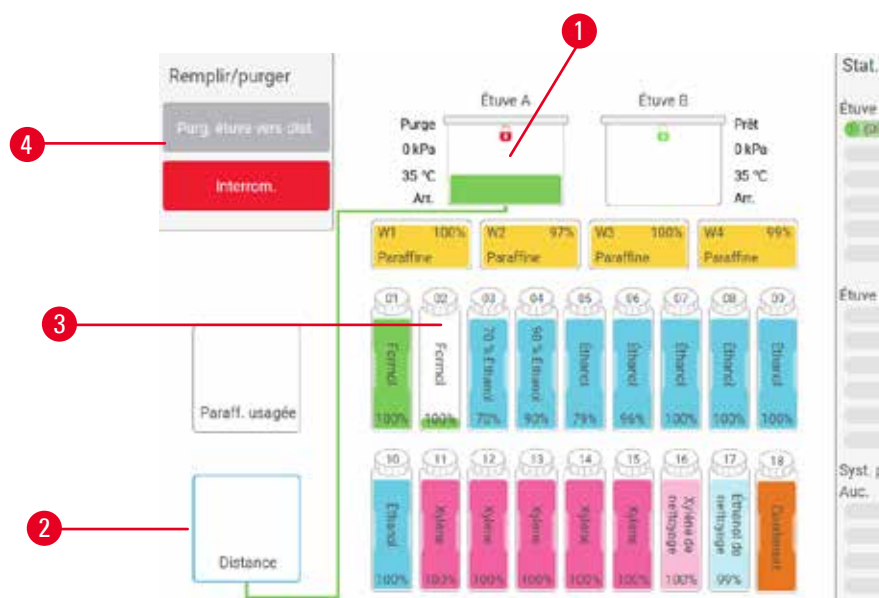 1
Remplir/purger
Stat.
Étuve A
Étuve B
Étuve
Purg. étuve vers dist.
Purge
Prêt
4
0 kPa
0 kPa
35 °C
35 °C
Interrom.
Arr.
Arr.
W1 100%
W2 97%
W3 100%
W4 99%
Paraffine
Paraffine
Paraffine
Paraffine
01 02 03 04 05 06 07 08 09
Étuve
3
Formol
Formol
70 % Éthanol
90 % Éthanol
Éthanol
Éthanol
Éthanol
Éthanol
Éthanol
Paraff. usagée
100% 100% 70% 90% 79% 96% 100% 100% 100%
10 11 12 13 14 15 16 17 18
Syst. p
Auc.
Éthanol
Xylène
Xylène
Xylène
Xylène
Xylène
Xylène de
nettoyage
Éthanol de
nettoyage
2
Distance
100% 100% 100% 100% 100% 100% 100% 99%